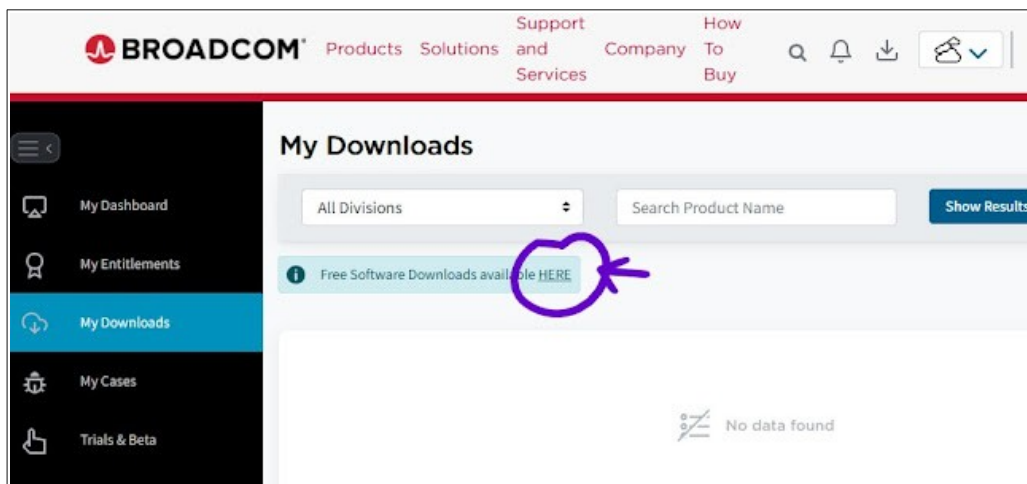 BROADCOM
Products
Solutions
Support
and
Services
Company
How
To
Buy
My Downloads
All Divisions
Search Product Name
Show Results
Free Software Downloads available HERE
No data found
My Dashboard
My Entitlements
My Downloads
My Cases
Trials & Beta